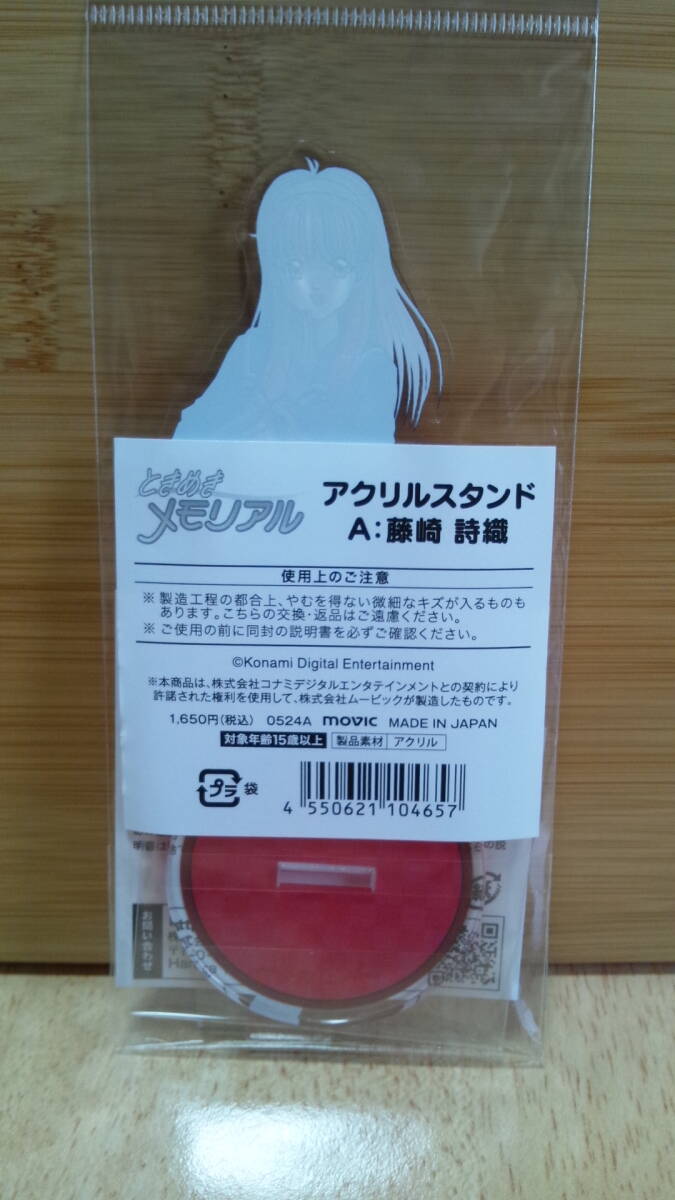 ときめき
メモリアル
アクリルスタンド
A:藤崎 詩織
使用上のご注意
※ 製造工程の都合上、やむを得ない微細なキズが入るものも
あります。こちらの交換・返品はご遠慮ください。
※ ご使用の前に同封の説明書を必ずご確認ください。
©Konami Digital Entertainment
※本商品は、株式会社コナミデジタルエンタテインメントとの契約により
許諾された権利を使用して、株式会社ムービックが製造したものです。
1,650円(税込) 0524A movic MADE IN JAPAN
対象年齢15歳以上 製品素材 アクリル
プラ 袋
4 550621 104657
お問い合わせ